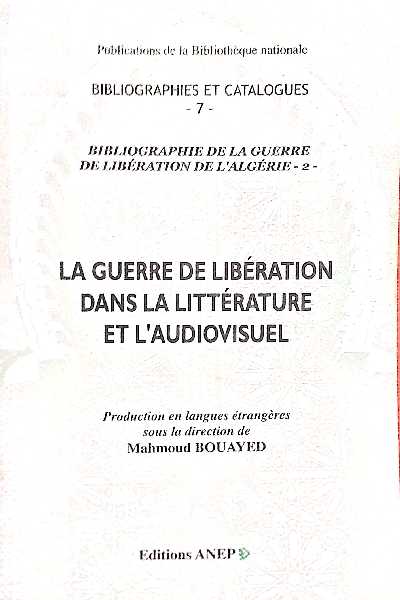 Publications de la Bibliothèque nationale
BIBLIOGRAPHIES ET CATALOGUES
- 7 -
BIBLIOGRAPHIE DE LA GUERRE
DE LIBÉRATION DE L'ALGÉRIE - 2 -
LA GUERRE DE LIBÉRATION
DANS LA LITTÉRATURE
ET L'AUDIOVISUEL
Production en langues étrangères
sous la direction de
Mahmoud BOUAYED
Editions ANEP